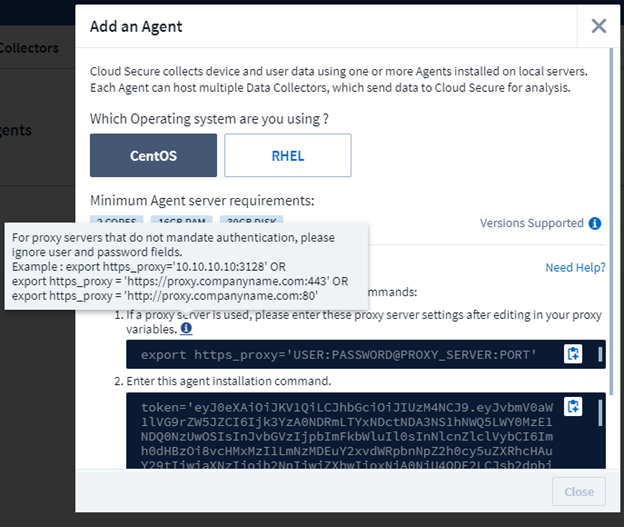 Add an Agent
Collectors
Cloud Secure collects device and user data using one or more Agents installed on local servers.
Each Agent can host multiple Data Collectors, which send data to Cloud Secure for analysis.
ents
Which Operating system are you using ?
CentOS
RHEL
Minimum Agent server requirements:
2 CORES 16GB RAM 30GB DISK
Versions Supported
For proxy servers that do not mandate authentication, please
ignore user and password fields.
Example : export https_proxy='10.10.10.10:3128' OR
export https_proxy = 'https://proxy.companyname.com:443' OR
export https_proxy = 'http://proxy.companyname.com:80'
Need Help?
mmands:
1. If a proxy server is used, please enter these proxy server settings after editing in your proxy
variables.
export https_proxy='USER:PASSWORD@PROXY_SERVER:PORT'
2. Enter this agent installation command.
token='eyJ0eXAiOiJKV1QiLCJhbGciOiJIUzM4NCJ9.eyJvbmV0aW
1lVG9rZW5JZCI6Ijk3YzA0NDRmLTYxNDctNDA3NS1hNWQ5LWY0MzE1
NDQ0NzUwOSIsInJvbGVzIjpbImFkbWluIl0sInNlcnZlclVybCI6Im
h0dHBzOi8vcHMxMzI1LmNzMDEuY2xvdWRpbnNpZ2h0cy5uZXRhcHAu
Close